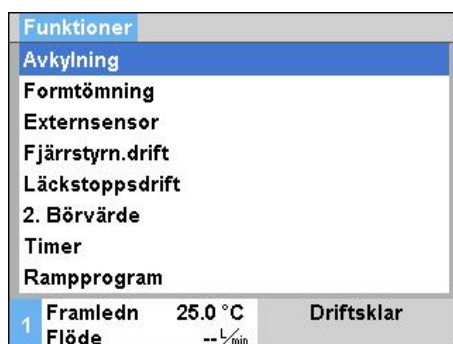 Funktioner
Avkylning
Formtömning
Externsensor
Fjärrstyrn.drift
Läckstoppsdrift
2. Börvärde
Timer
Rampprogram
1 Framledn 25.0 °C Driftsklar
Flöde -- L/min